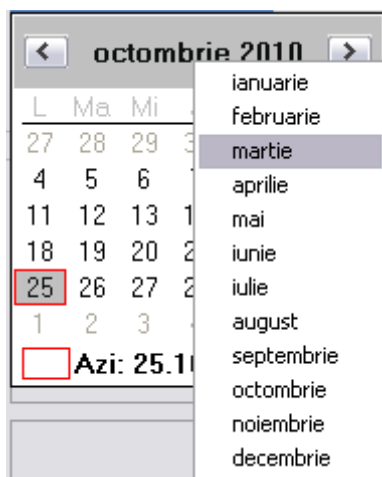 octombrie 2010
L Ma Mi
27 28 29
4 5 6
11 12 13
18 19 20
25 26 27
1 2 3
Azi: 25.1
ianuarie
februarie
martie
aprilie
mai
iunie
iulie
august
septembrie
octombrie
noiembrie
decembrie